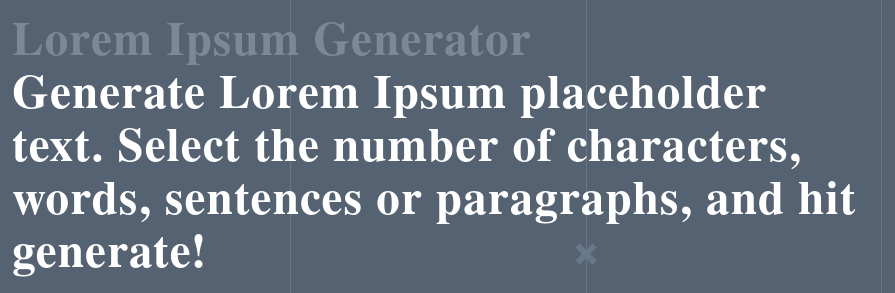 Lorem Ipsum Generator
Generate Lorem Ipsum placeholder
text. Select the number of characters,
words, sentences or paragraphs, and hit
generate!